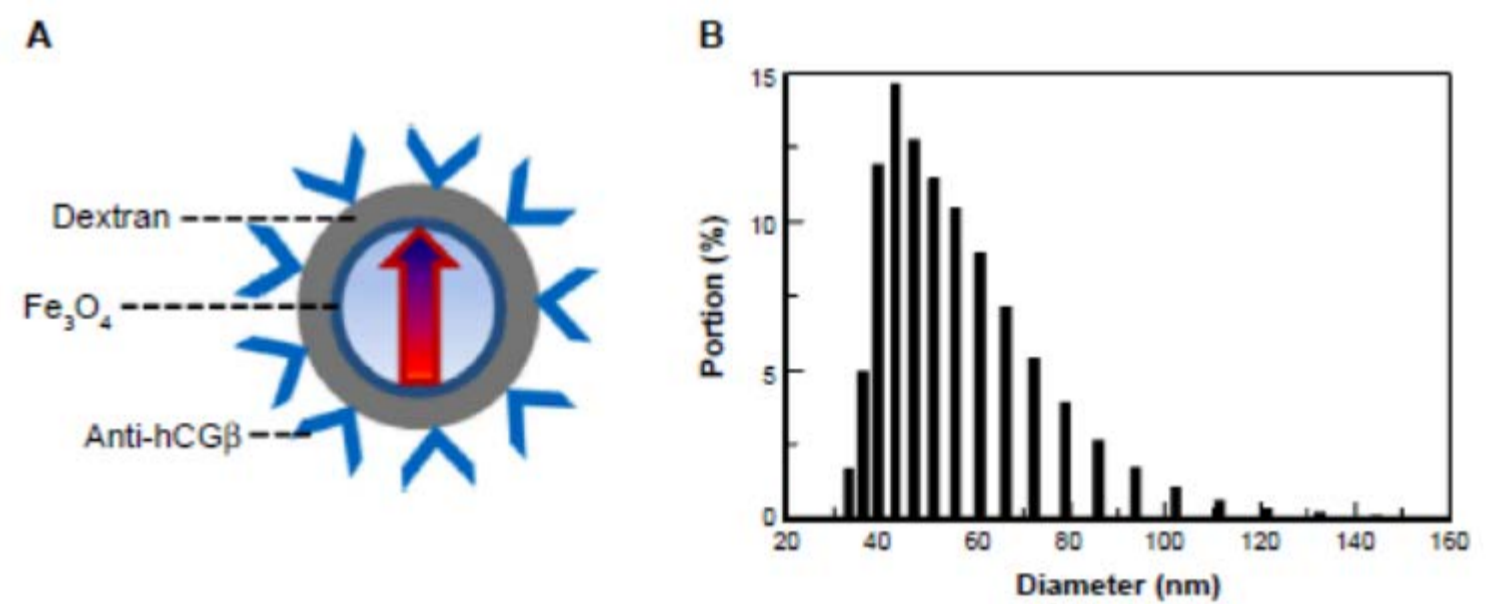 A
Dextran
Fe₃O₄
Anti-hCGβ
B
Portion (%)
15
10
5
0
20 40 60 80 100 120 140 160
Diameter (nm)